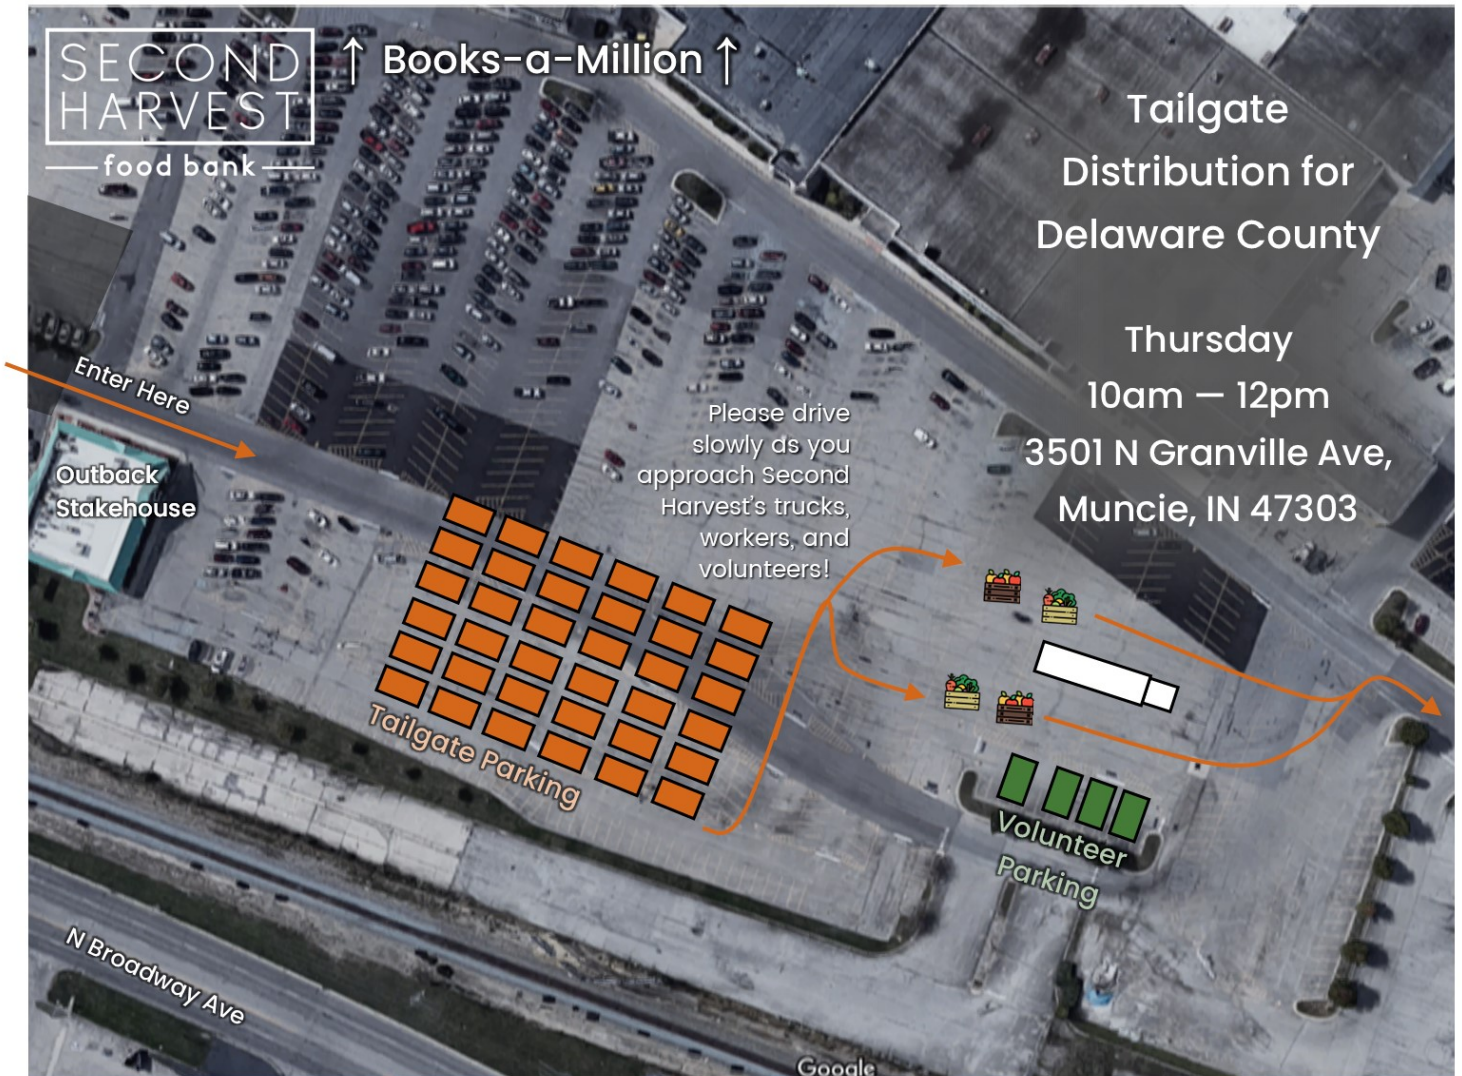 SECOND
HARVEST
food bank
↑ Books-a-Million ↑
Tailgate
Distribution for
Delaware County
Thursday
10am — 12pm
3501 N Granville Ave,
Muncie, IN 47303
Enter Here
Outback
Stakehouse
Please drive
slowly ds you
approach Second
Harvest's trucks,
workers, and
volunteers!
Tailgate Parking
Volunteer
Parking
N Broadway Ave
Google